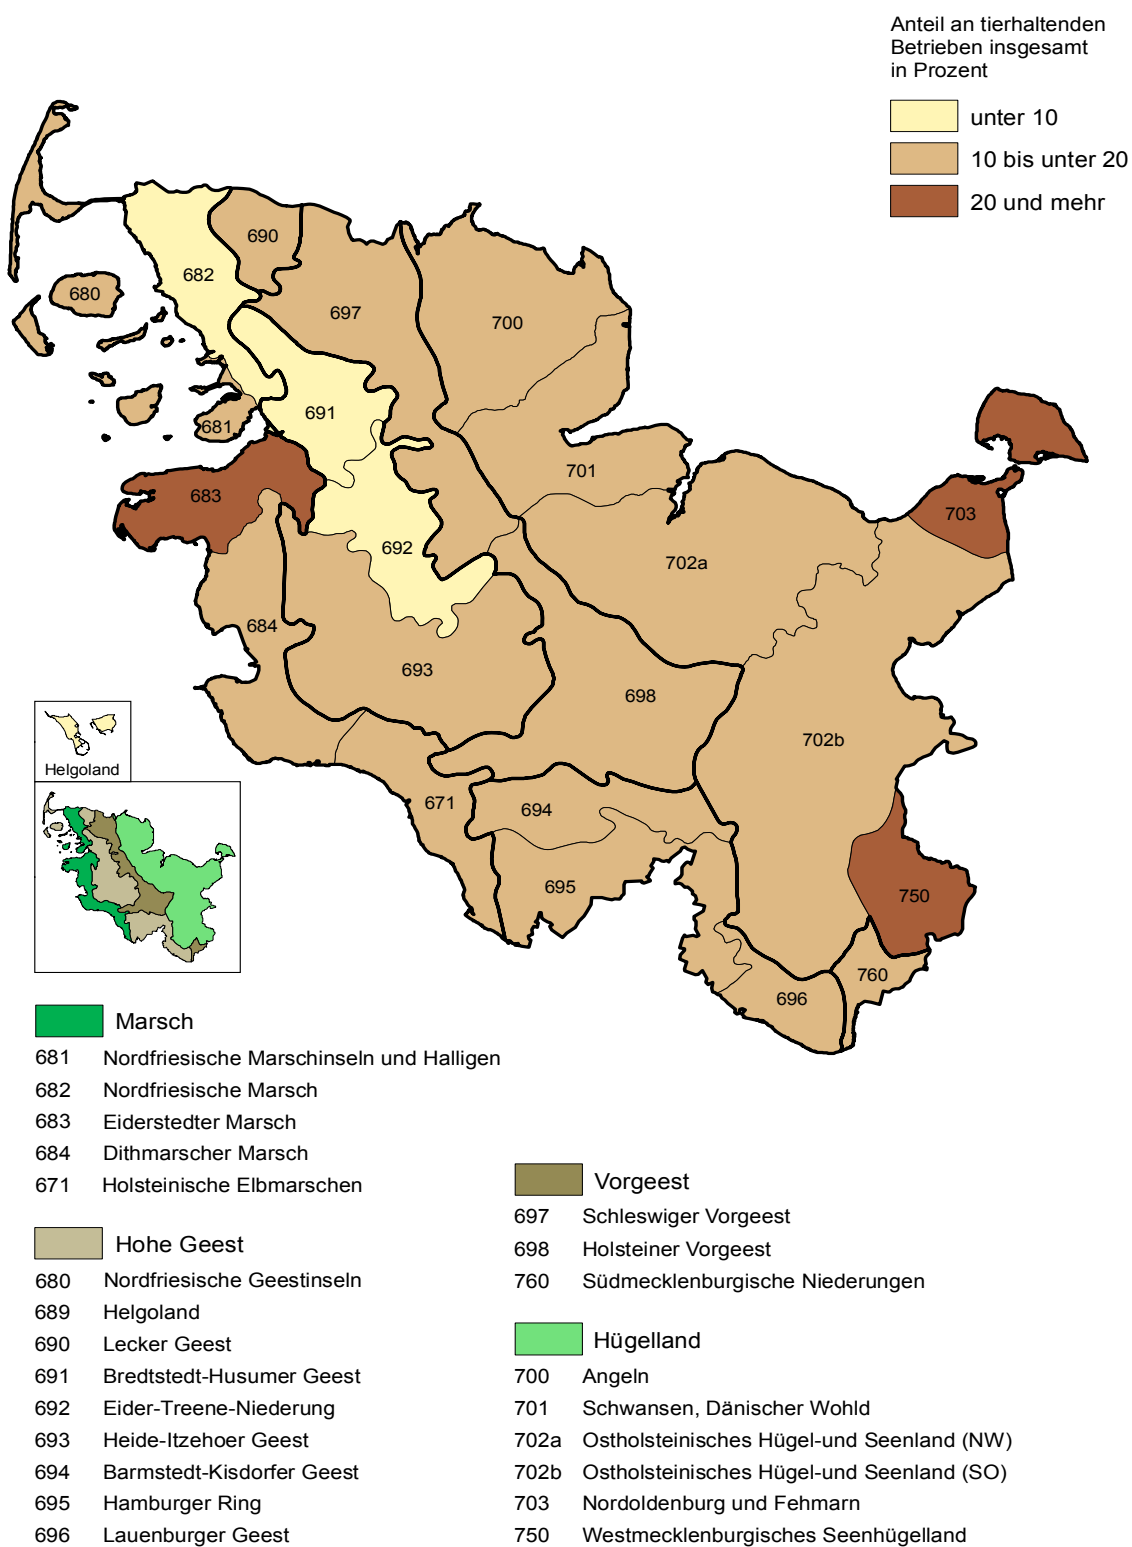 Anteil an tierhaltenden
Betrieben insgesamt
in Prozent
unter 10
10 bis unter 20
20 und mehr
690
682
680
697
700
691
681
701
683
703
692
702a
684
693
698
702b
Helgoland
671
694
695
750
760
696
Marsch
681 Nordfriesische Marschinseln und Halligen
682 Nordfriesische Marsch
683 Eiderstedter Marsch
684 Dithmarscher Marsch
671 Holsteinische Elbmarschen
Hohe Geest
680 Nordfriesische Geestinseln
689 Helgoland
690 Lecker Geest
691 Bredtstedt-Husumer Geest
692 Eider-Treene-Niederung
693 Heide-Itzehoer Geest
694 Barmstedt-Kisdorfer Geest
695 Hamburger Ring
696 Lauenburger Geest
Vorgeest
697 Schleswiger Vorgeest
698 Holsteiner Vorgeest
760 Südmecklenburgische Niederungen
Hügelland
700 Angeln
701 Schwansen, Dänischer Wohld
702a Ostholsteinisches Hügel-und Seenland (NW)
702b Ostholsteinisches Hügel-und Seenland (SO)
703 Nordoldenburg und Fehmarn
750 Westmecklenburgisches Seenhügelland